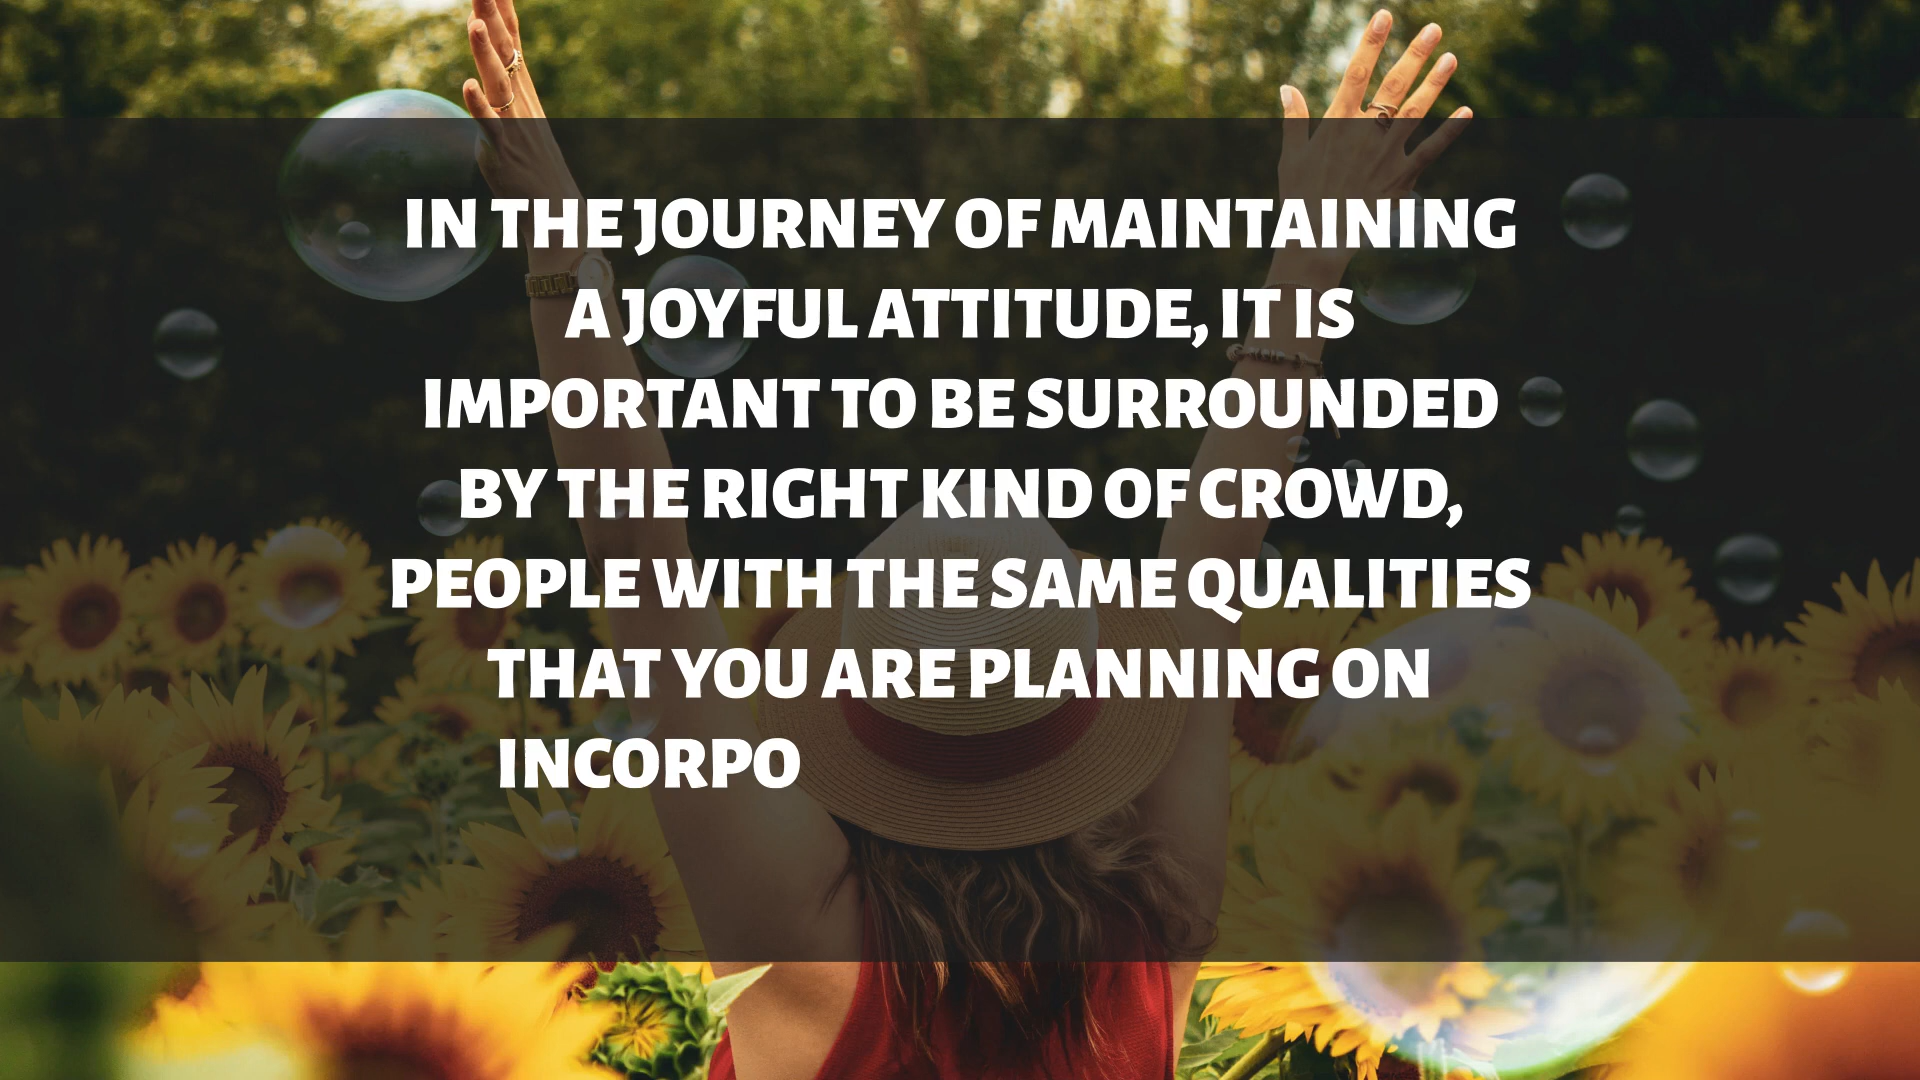 IN THE JOURNEY OF MAINTAINING
A JOYFUL ATTITUDE, IT IS
IMPORTANT TO BE SURROUNDED
BY THE RIGHT KIND OF CROWD,
PEOPLE WITH THE SAME QUALITIES
THAT YOU ARE PLANNING ON
INCORPO